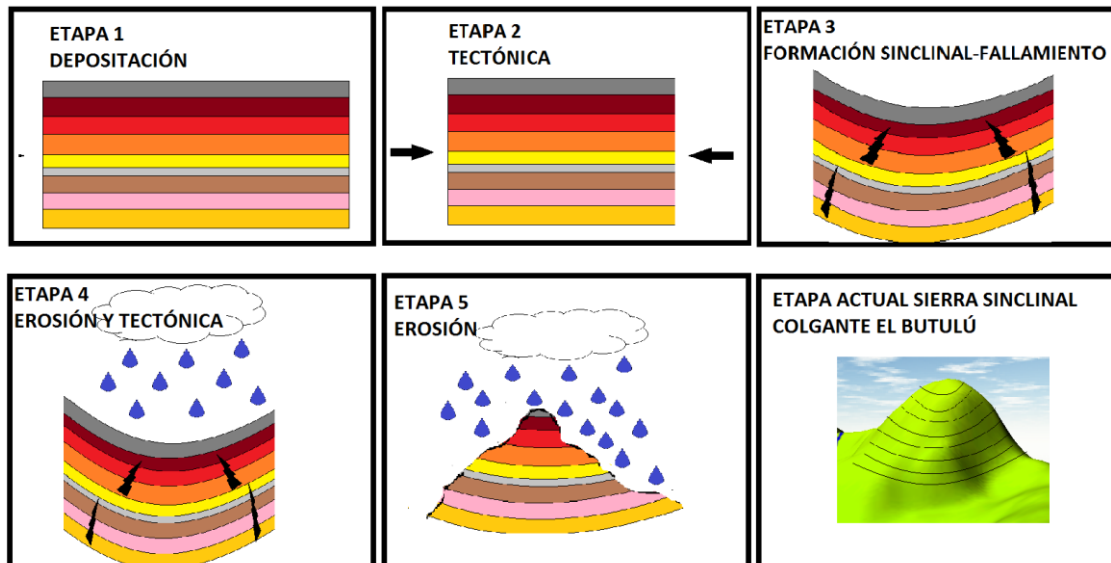 ETAPA 1
DEPOSITACIÓN
ETAPA 2
TECTÓNICA
ETAPA 3
FORMACIÓN SINCLINAL-FALLAMIENTO
ETAPA 4
EROSIÓN Y TECTÓNICA
ETAPA 5
EROSIÓN
ETAPA ACTUAL SIERRA SINCLINAL
COLGANTE EL BUTULÚ